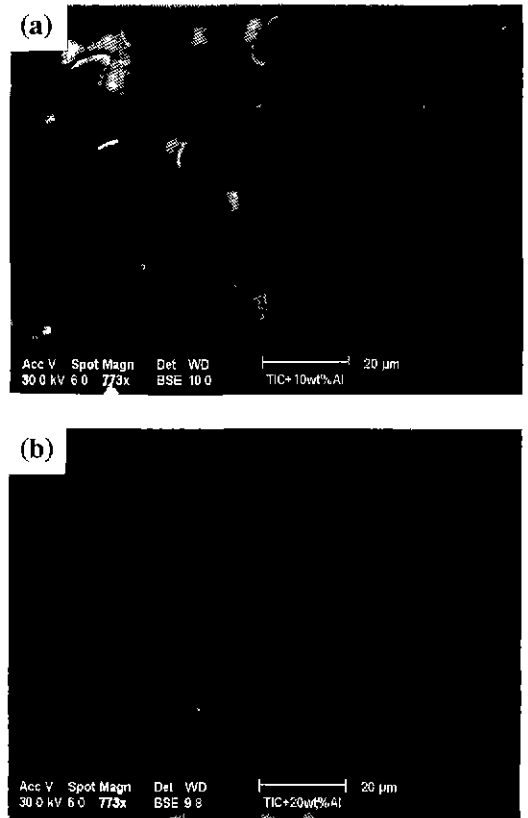 (a)
Acc V Spot Magn Det WD 20 µm
30.0 kV 6.0 773x BSE 10.0 TIC+10wt%Al
(b)
Acc V Spot Magn Det WD 20 µm
30.0 kV 6.0 773x BSE 9.8 TIC+20wt%Al